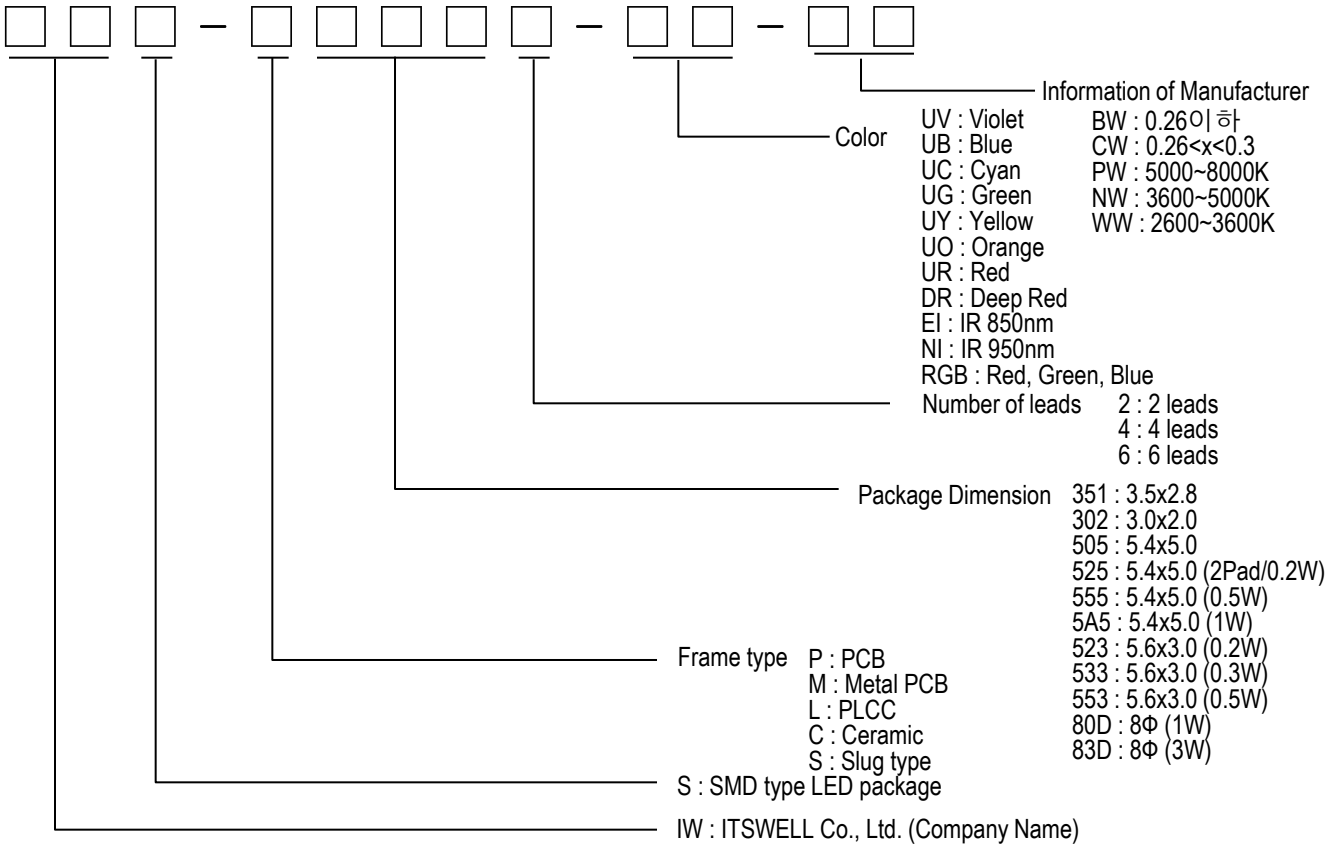 Information of Manufacturer
Color
UV : Violet
UB : Blue
UC : Cyan
UG : Green
UY : Yellow
UO : Orange
UR : Red
DR : Deep Red
EI : IR 850nm
NI : IR 950nm
RGB : Red, Green, Blue
BW : 0.26이하
CW : 0.26<x<0.3
PW : 5000~8000K
NW : 3600~5000K
WW : 2600~3600K
Number of leads
2 : 2 leads
4 : 4 leads
6 : 6 leads
Package Dimension
351 : 3.5x2.8
302 : 3.0x2.0
505 : 5.4x5.0
525 : 5.4x5.0 (2Pad/0.2W)
555 : 5.4x5.0 (0.5W)
5A5 : 5.4x5.0 (1W)
523 : 5.6x3.0 (0.2W)
533 : 5.6x3.0 (0.3W)
553 : 5.6x3.0 (0.5W)
80D : 8Φ (1W)
83D : 8Φ (3W)
Frame type
P : PCB
M : Metal PCB
L : PLCC
C : Ceramic
S : Slug type
S : SMD type LED package
IW : ITSWELL Co., Ltd. (Company Name)